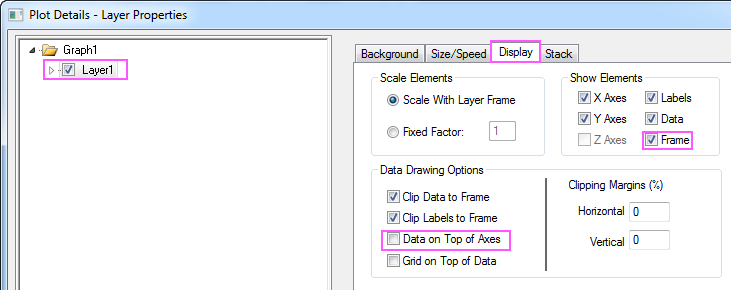 Plot Details - Layer Properties
Graph1
Layer1
Background Size/Speed Display Stack
Scale Elements
Scale With Layer Frame
Fixed Factor: 1
Show Elements
X Axes Labels
Y Axes Data
Z Axes Frame
Data Drawing Options
Clip Data to Frame
Clip Labels to Frame
Data on Top of Axes
Grid on Top of Data
Clipping Margins (%)
Horizontal 0
Vertical 0